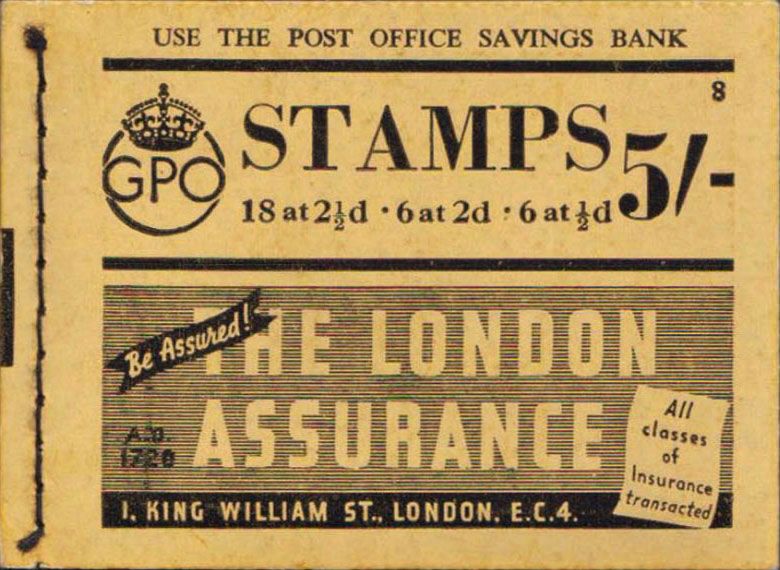 USE THE POST OFFICE SAVINGS BANK
8
GPO
STAMPS 5/-
18 at 2½d · 6 at 2d · 6 at ½d
Be Assured!
THE LONDON
ASSURANCE
A.D.
1720
All
classes
of
Insurance
transacted
1, KING WILLIAM ST., LONDON, E.C.4.